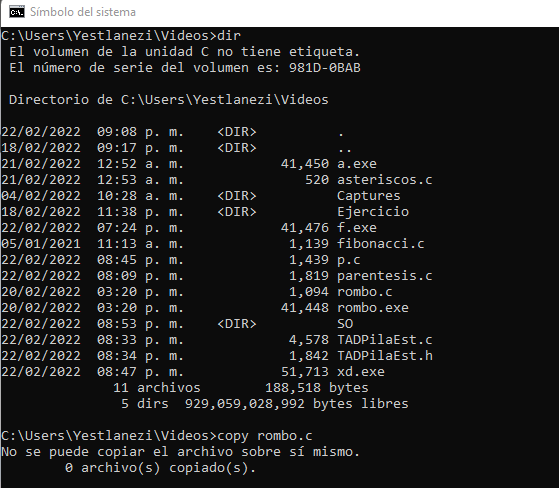 Símbolo del sistema
C:\Users\Yestlanezi\Videos>dir
El volumen de la unidad C no tiene etiqueta.
El número de serie del volumen es: 981D-0BAB
Directorio de C:\Users\Yestlanezi\Videos
22/02/2022  09:08 p. m.    <DIR>          .
18/02/2022  09:17 p. m.    <DIR>          ..
21/02/2022  12:52 a. m.            41,450 a.exe
21/02/2022  12:53 a. m.               520 asteriscos.c
04/02/2022  10:28 a. m.    <DIR>          Captures
18/02/2022  11:38 p. m.    <DIR>          Ejercicio
22/02/2022  07:24 p. m.            41,476 f.exe
05/01/2021  11:13 a. m.             1,139 fibonacci.c
22/02/2022  08:45 p. m.             1,439 p.c
22/02/2022  08:09 p. m.             1,819 parentesis.c
20/02/2022  03:20 p. m.             1,094 rombo.c
20/02/2022  03:20 p. m.            41,448 rombo.exe
22/02/2022  08:53 p. m.    <DIR>          SO
22/02/2022  08:33 p. m.             4,578 TADPilaEst.c
22/02/2022  08:34 p. m.             1,842 TADPilaEst.h
22/02/2022  08:47 p. m.            51,713 xd.exe
11 archivos        188,518 bytes
5 dirs  929,059,028,992 bytes libres
C:\Users\Yestlanezi\Videos>copy rombo.c
No se puede copiar el archivo sobre sí mismo.
0 archivo(s) copiado(s).